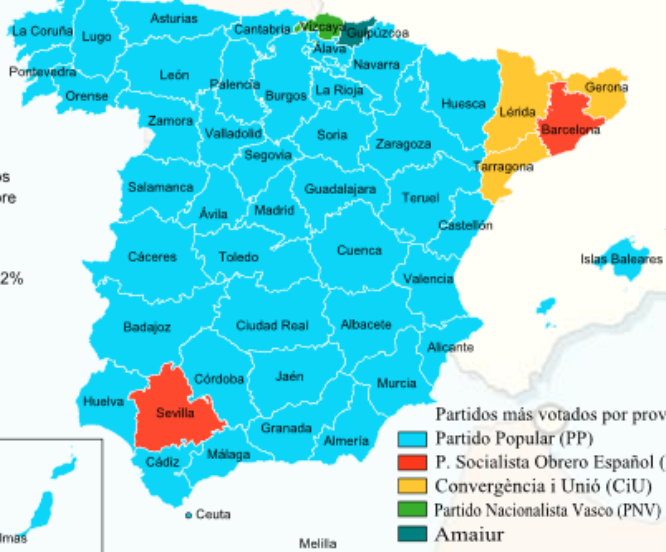 Asturias
La Coruña
Lugo
Cantabria
Vizcaya
Guipúzcoa
Álava
Navarra
Pontevedra
Orense
León
Palencia
Burgos
La Rioja
Huesca
Lérida
Gerona
Barcelona
Zamora
Valladolid
Soria
Zaragoza
Segovia
Tarragona
Salamanca
Guadalajara
Teruel
Ávila
Madrid
Castellón
Cáceres
Toledo
Cuenca
Islas Baleares
2%
Valencia
Badajoz
Ciudad Real
Albacete
Alicante
Córdoba
Jaén
Murcia
Huelva
Sevilla
Granada
Almería
Málaga
Cádiz
Ceuta
Melilla
Partidos más votados por prov
Partido Popular (PP)
P. Socialista Obrero Español (
Convergència i Unió (CiU)
Partido Nacionalista Vasco (PNV)
Amaiur